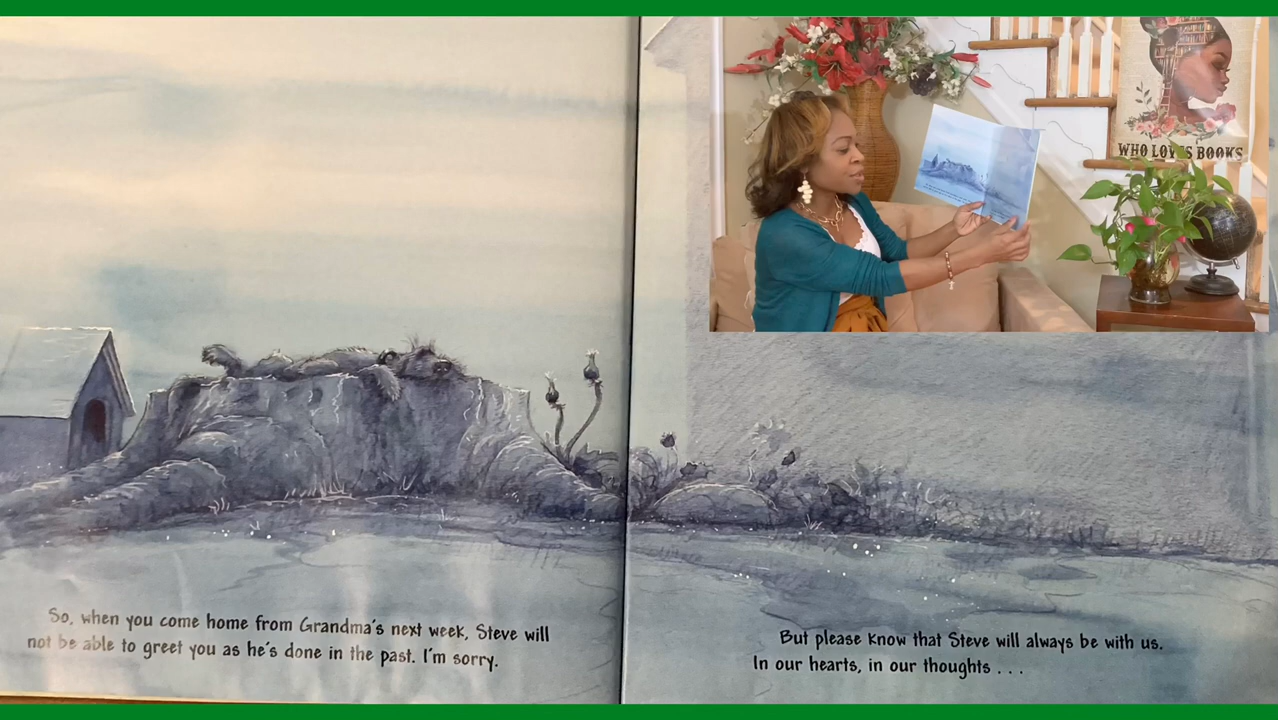 WHO LOVES BOOKS
So, when you come home from Grandma's next week, Steve will
not be able to greet you as he's done in the past. I'm sorry.
But please know that Steve will always be with us.
In our hearts, in our thoughts . . .